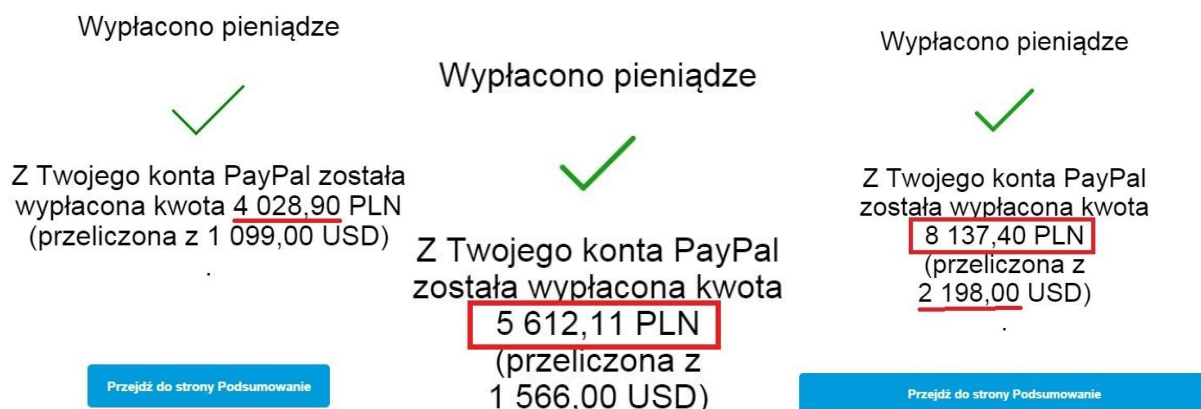 Wypłacono pieniądze
Z Twojego konta PayPal została
wypłacona kwota 4 028,90 PLN
(przeliczona z 1 099,00 USD)
.
Przejdź do strony Podsumowanie
Wypłacono pieniądze
Z Twojego konta PayPal
została wypłacona kwota
5 612,11 PLN
(przeliczona z
1 566,00 USD)
Wypłacono pieniądze
Z Twojego konta PayPal
została wypłacona kwota
8 137,40 PLN
(przeliczona z
2 198,00 USD)
.
Przejdź do strony Podsumowanie